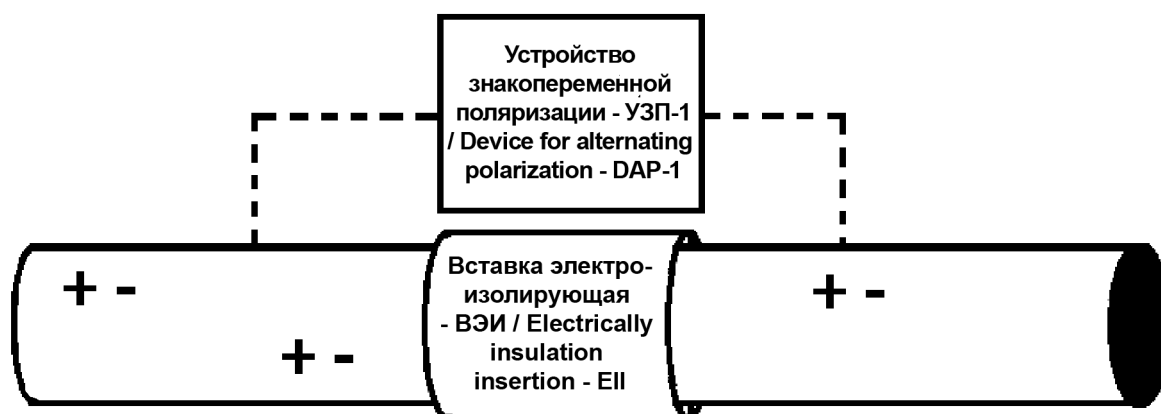 Устройство
знакопеременной
поляризации - УЗП-1
/ Device for alternating
polarization - DAP-1
Вставка электро-
изолирующая
- ВЭИ / Electrically
insulation
insertion - EII
+ -
+ -
+ -